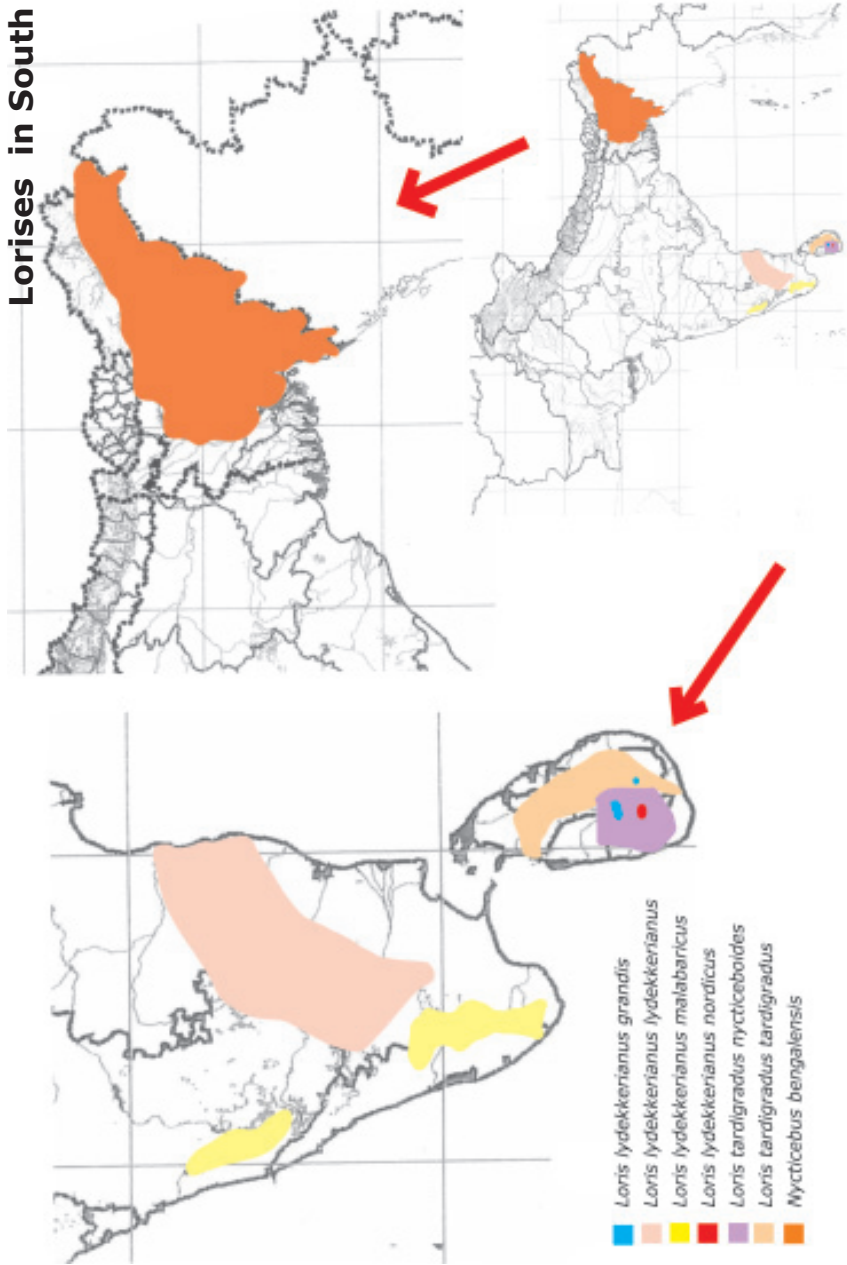 Lorises in South
Loris lydekkerianus grandis
Loris lydekkerianus lydekkerianus
Loris lydekkerianus malabaricus
Loris lydekkerianus nordicus
Loris tardigradus nycticeboides
Loris tardigradus tardigradus
Nycticebus bengalensis